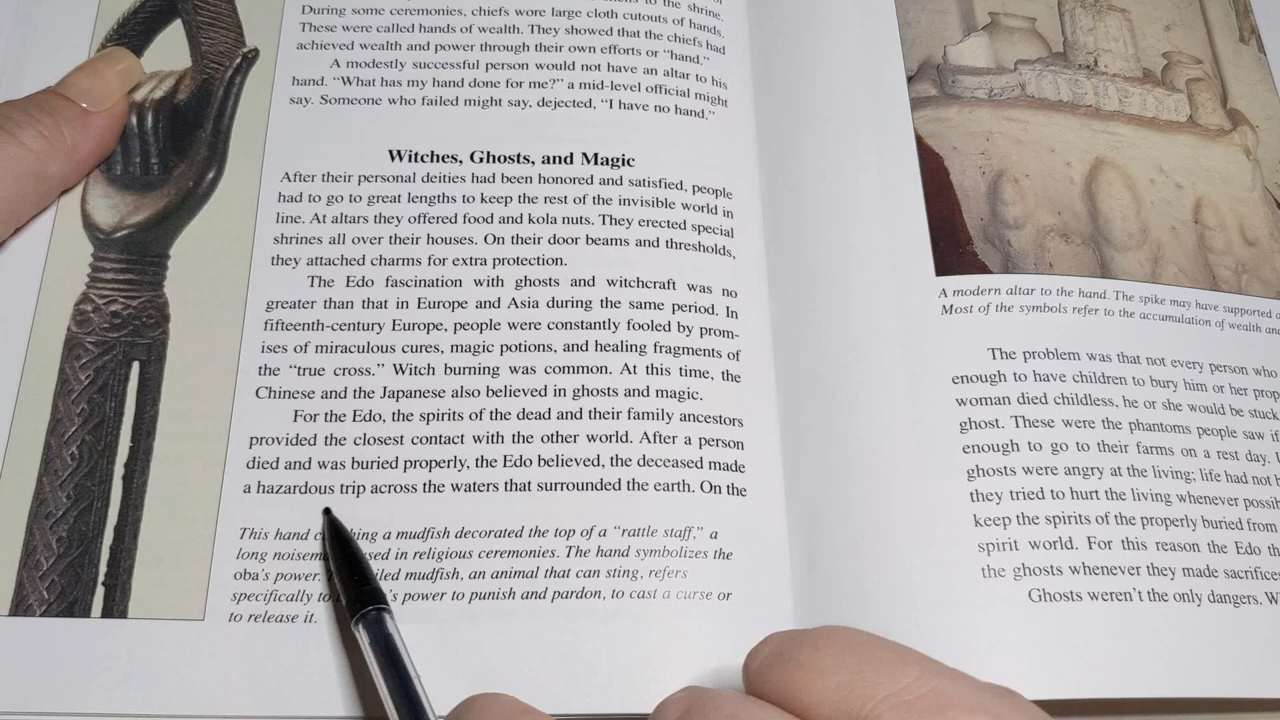 to the shrine.
During some ceremonies, chiefs wore large cloth cutouts of hands.
These were called hands of wealth. They showed that the chiefs had
achieved wealth and power through their own efforts or “hand.”
A modestly successful person would not have an altar to his
hand. “What has my hand done for me?” a mid-level official might
say. Someone who failed might say, dejected, “I have no hand.”
Witches, Ghosts, and Magic
After their personal deities had been honored and satisfied, people
had to go to great lengths to keep the rest of the invisible world in
line. At altars they offered food and kola nuts. They erected special
shrines all over their houses. On their door beams and thresholds,
they attached charms for extra protection.
The Edo fascination with ghosts and witchcraft was no
greater than that in Europe and Asia during the same period. In
fifteenth-century Europe, people were constantly fooled by prom-
ises of miraculous cures, magic potions, and healing fragments of
the “true cross.” Witch burning was common. At this time, the
Chinese and the Japanese also believed in ghosts and magic.
For the Edo, the spirits of the dead and their family ancestors
provided the closest contact with the other world. After a person
died and was buried properly, the Edo believed, the deceased made
a hazardous trip across the waters that surrounded the earth. On the
This hand a mudfish decorated the top of a “rattle staff,” a
long used in religious ceremonies. The hand symbolizes the
oba’s power. mudfish, an animal that can sting, refers
specifically to power to punish and pardon, to cast a curse or
to release it.
A modern altar to the hand. The spike may have supported
Most of the symbols refer to the accumulation of wealth
The problem was that not every person who
enough to have children to bury him or her
woman died childless, he or she would be stuck
ghost. These were the phantoms people saw if
enough to go to their farms on a rest day.
ghosts were angry at the living; life had not
they tried to hurt the living whenever
keep the spirits of the properly buried from
spirit world. For this reason the Edo
the ghosts whenever they made
Ghosts weren’t the only dangers.